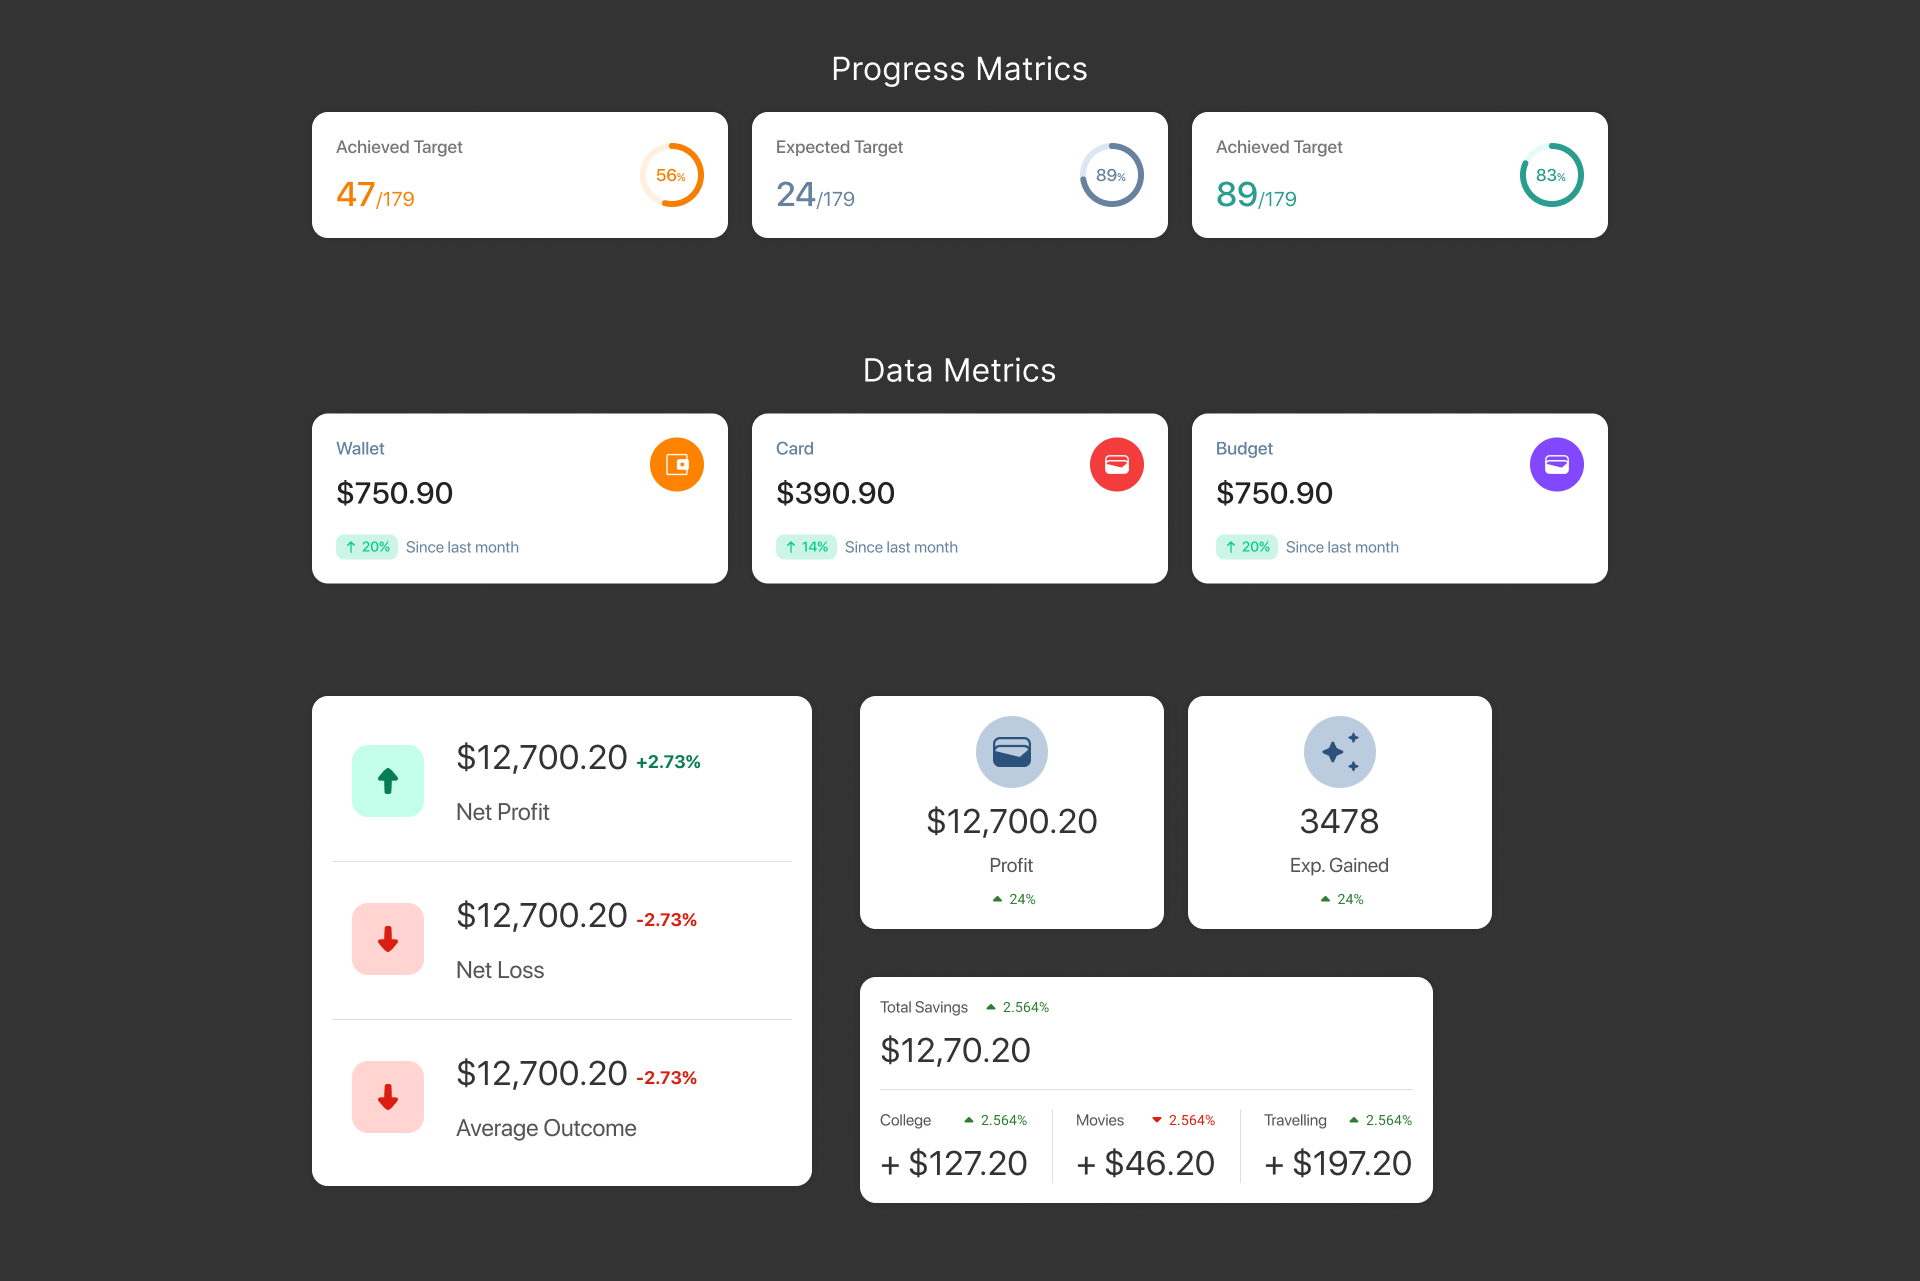 Progress Matrics
Achieved Target
47/179
56%
Expected Target
24/179
89%
Achieved Target
89/179
83%
Data Metrics
Wallet
$750.90
↑ 20% Since last month
Card
$390.90
↑ 14% Since last month
Budget
$750.90
↑ 20% Since last month
$12,700.20 +2.73%
Net Profit
$12,700.20 -2.73%
Net Loss
$12,700.20 -2.73%
Average Outcome
$12,700.20
Profit
24%
3478
Exp. Gained
24%
Total Savings 2.564%
$12,70.20
College 2.564%
+ $127.20
Movies 2.564%
+ $46.20
Travelling 2.564%
+ $197.20